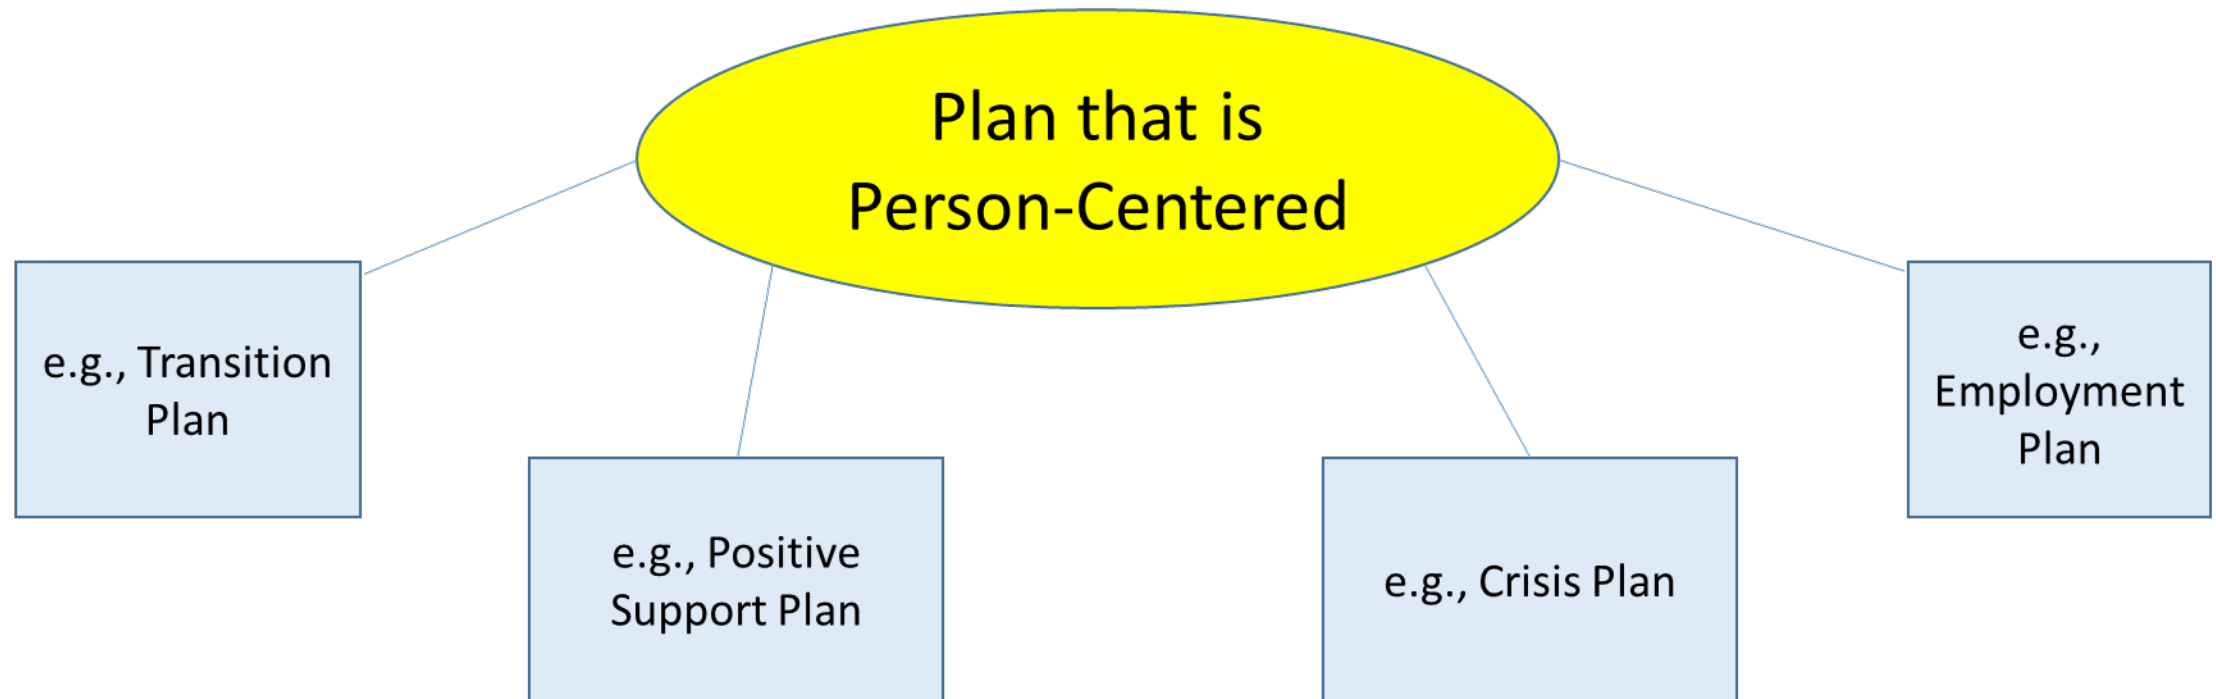 Plan that is
Person-Centered
e.g., Transition
Plan
e.g., Positive
Support Plan
e.g., Crisis Plan
e.g.,
Employment
Plan